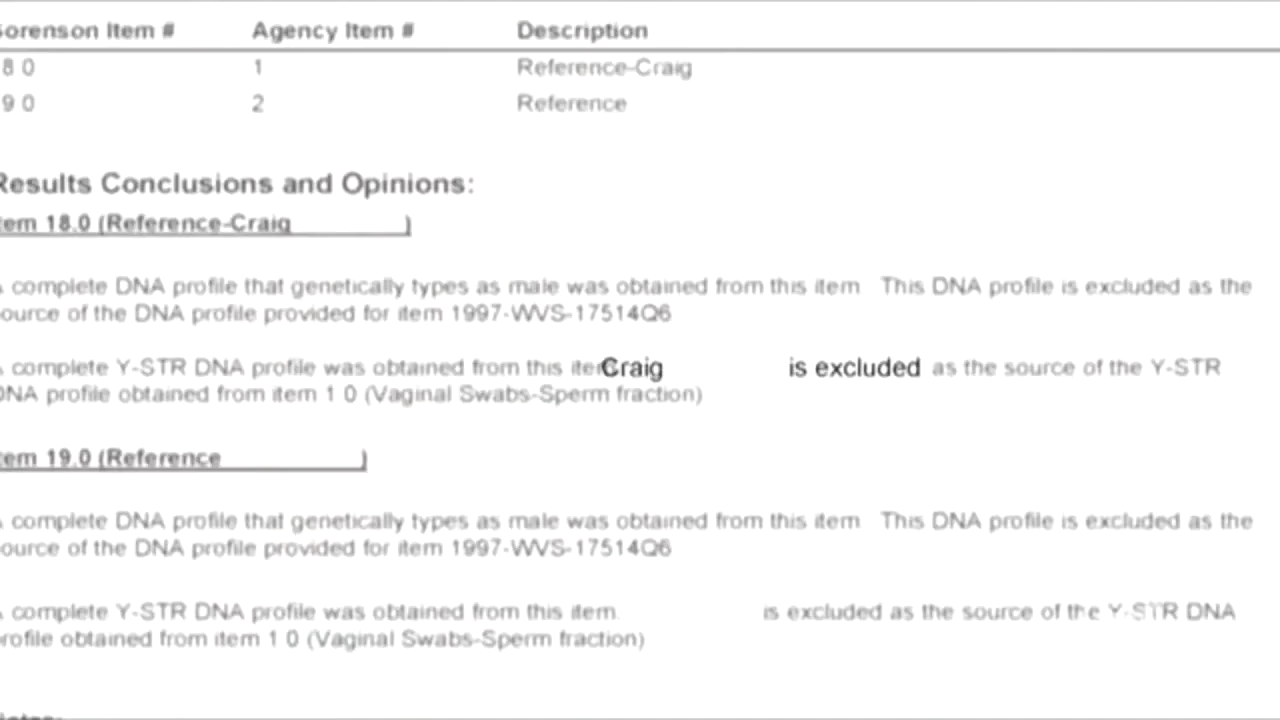 Sorenson Item # Agency Item # Description
8 0 1 Reference-Craig
9 0 2 Reference
Results Conclusions and Opinions:
tem 18.0 (Reference-Craig )
complete DNA profile that genetically types as male was obtained from this item This DNA profile is excluded as the
ource of the DNA profile provided for item 1997-WVS-17514Q6
complete Y-STR DNA profile was obtained from this item Craig is excluded as the source of the Y-STR
DNA profile obtained from item 1 0 (Vaginal Swabs-Sperm fraction)
tem 19.0 (Reference )
complete DNA profile that genetically types as male was obtained from this item This DNA profile is excluded as the
ource of the DNA profile provided for item 1997-WVS-17514Q6
complete Y-STR DNA profile was obtained from this item. is excluded as the source of the Y-STR DNA
rofile obtained from item 1 0 (Vaginal Swabs-Sperm fraction)